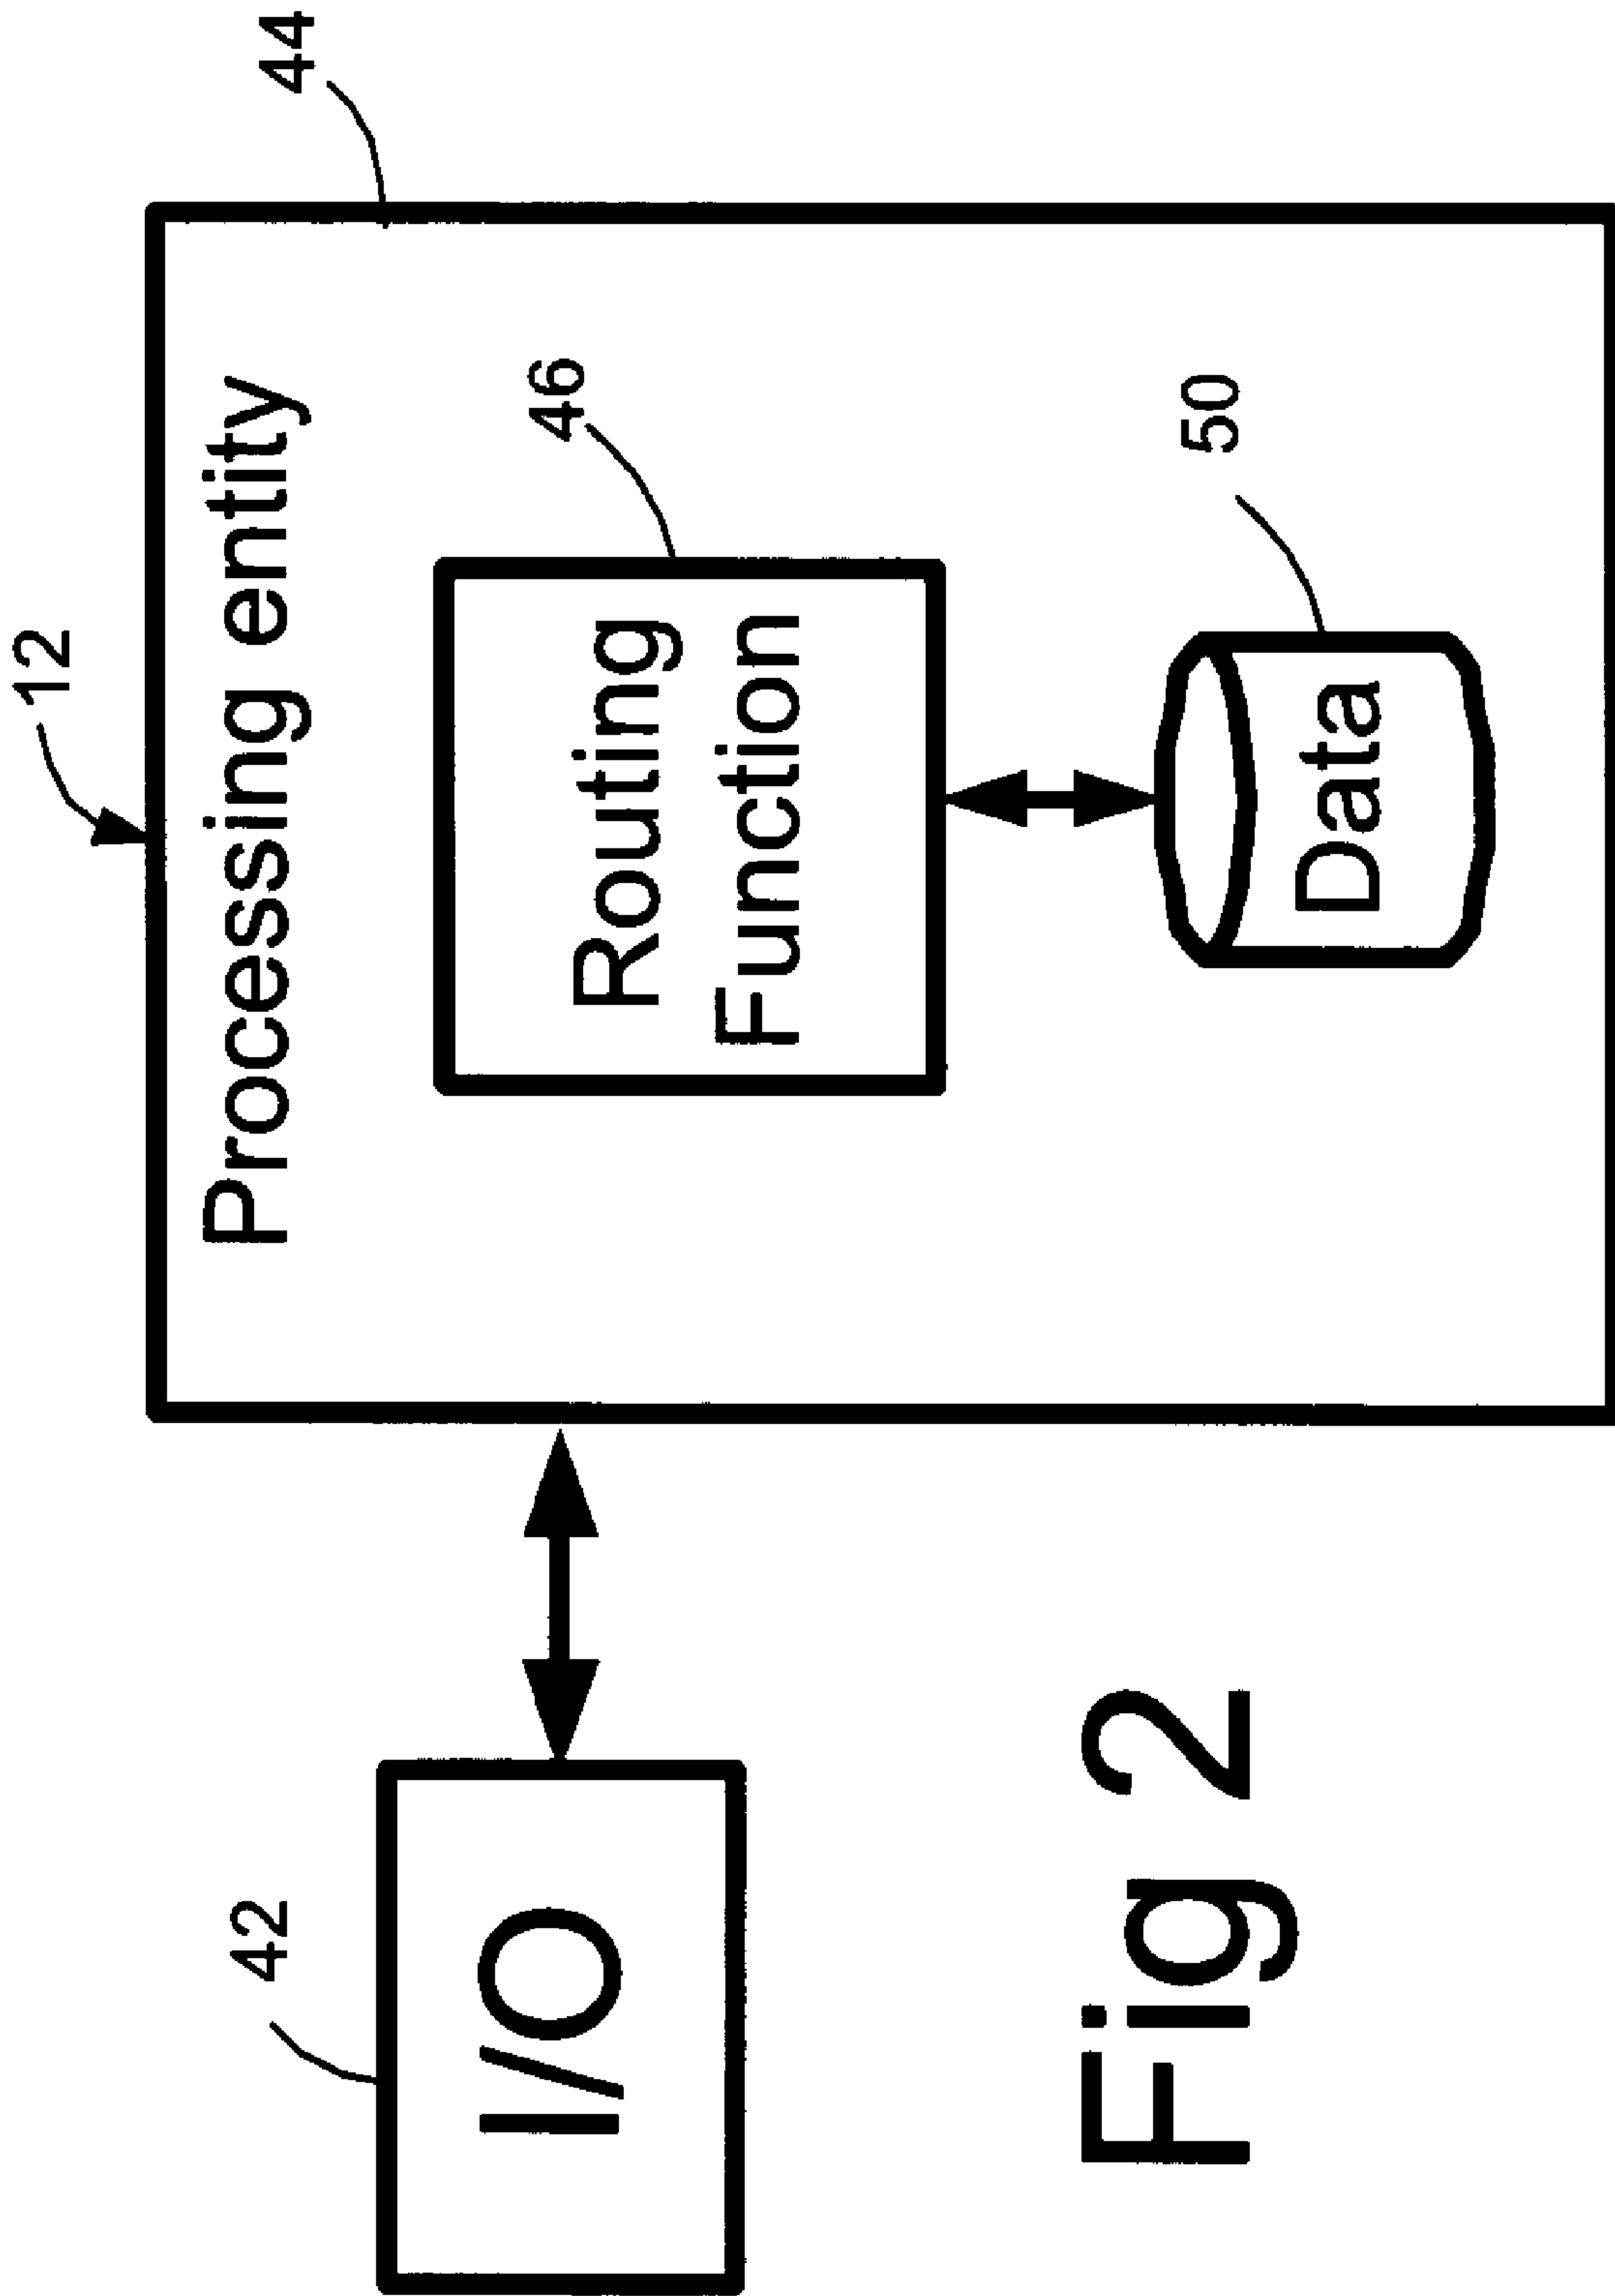 12
44
Processing entity
42
I/O
46
Routing
Function
50
Data
Fig 2